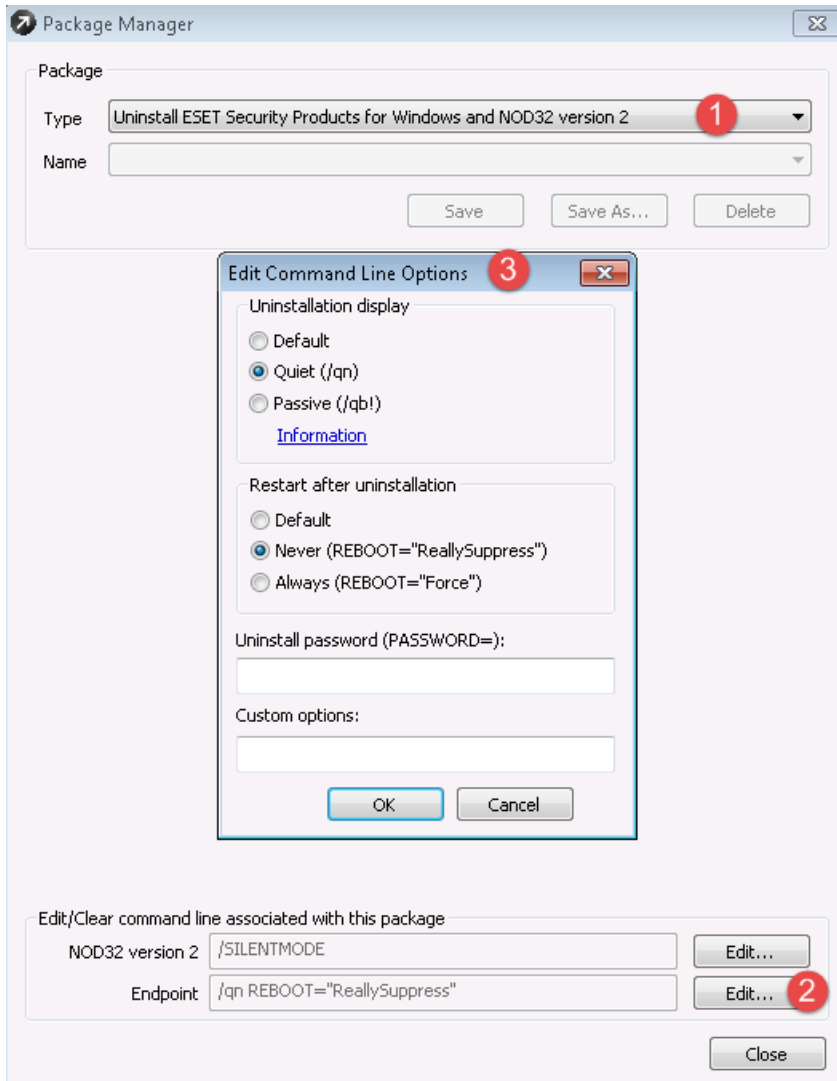 Package Manager
Package
Type Uninstall ESET Security Products for Windows and NOD32 version 2 1
Name
Save Save As... Delete
Edit Command Line Options 3
Uninstallation display
Default
Quiet (/qn)
Passive (/qb!)
Information
Restart after uninstallation
Default
Never (REBOOT="ReallySuppress")
Always (REBOOT="Force")
Uninstall password (PASSWORD=):
Custom options:
OK Cancel
Edit/Clear command line associated with this package
NOD32 version 2 /SILENTMODE Edit...
Endpoint /qn REBOOT="ReallySuppress" Edit... 2
Close